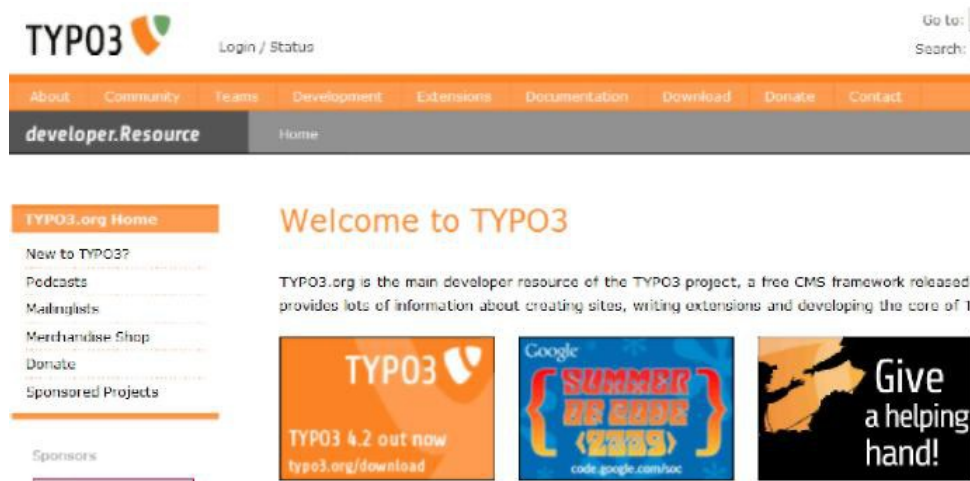 TYPO3
Login / Status
Go to:
Search:
About Community Teams Development Extensions Documentation Download Donate Contact
developer.Resource
Home
TYPO3.org Home
New to TYPO3?
Podcasts
Mailinglists
Merchandise Shop
Donate
Sponsored Projects
Sponsors
Welcome to TYPO3
TYPO3.org is the main developer resource of the TYPO3 project, a free CMS framework released
provides lots of information about creating sites, writing extensions and developing the core of T
TYPO3
TYPO3 4.2 out now
typo3.org/download
Google
SUMMER
OF CODE
<2009>
code.google.com/soc
Give
a helping
hand!